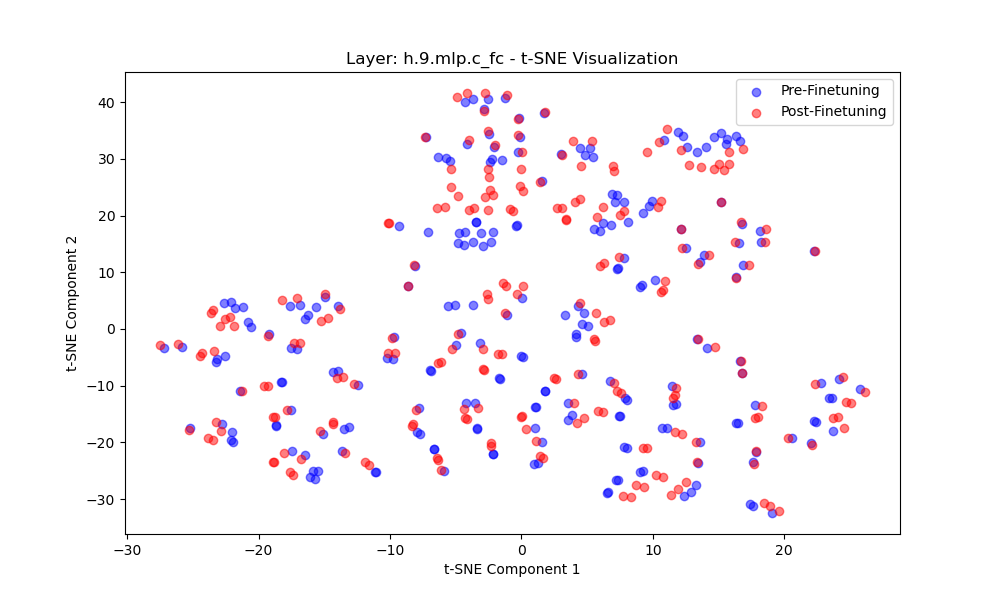 Layer: h.9.mlp.c_fc - t-SNE Visualization
Pre-Finetuning
Post-Finetuning
t-SNE Component 2
40
30
20
10
0
−10
−20
−30
−30
−20
−10
0
10
20
t-SNE Component 1